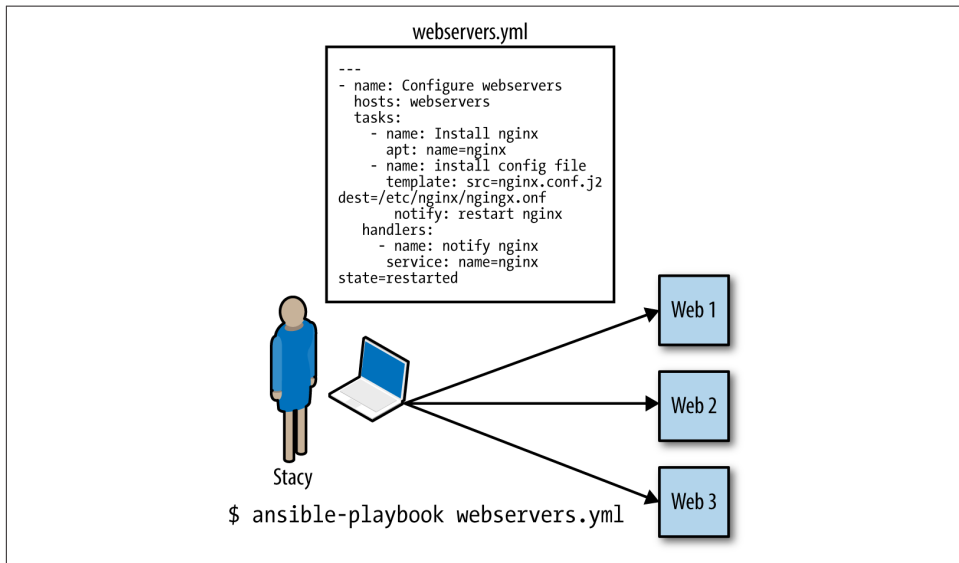 webservers.yml
---
- name: Configure webservers
  hosts: webservers
  tasks:
    - name: Install nginx
      apt: name=nginx
    - name: install config file
      template: src=nginx.conf.j2
dest=/etc/nginx/ngingx.onf
       notify: restart nginx
   handlers:
     - name: notify nginx
      service: name=nginx
state=restarted
Web 1
Web 2
Web 3
Stacy
$ ansible-playbook webservers.yml